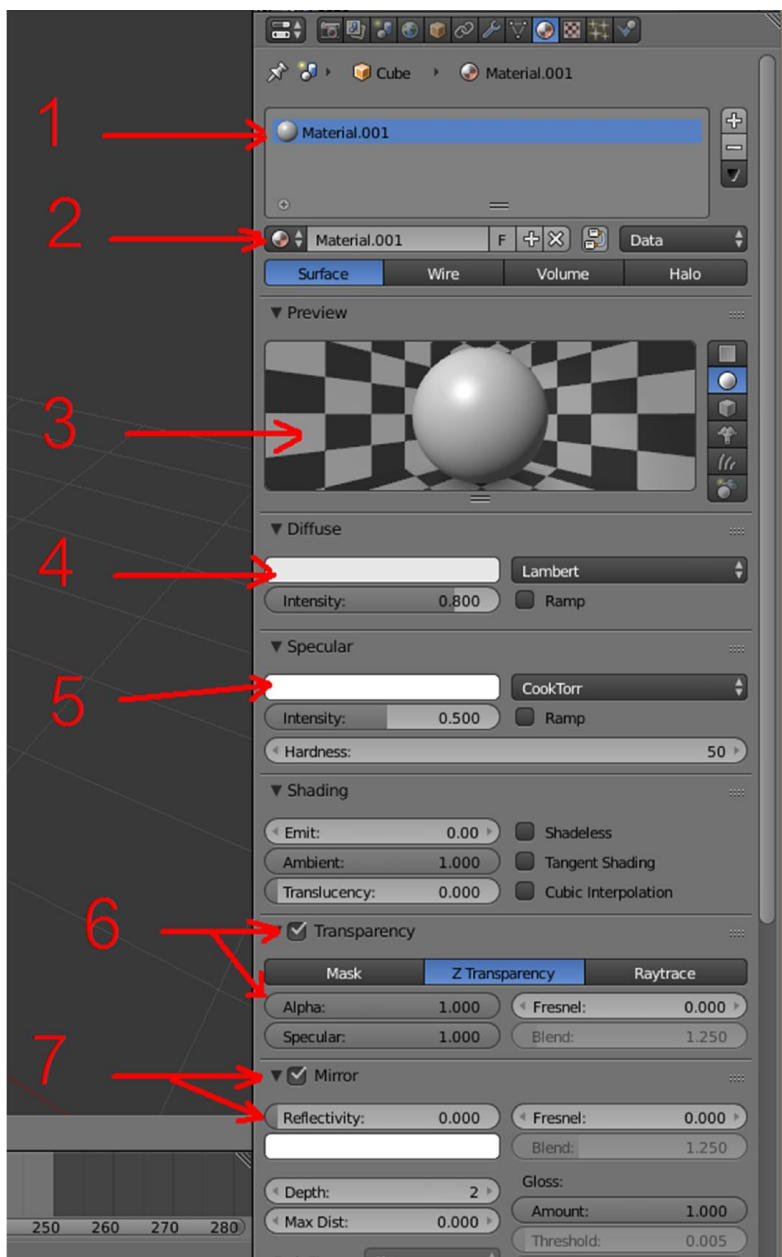 Cube Material.001
1
Material.001
2
Material.001 F Data
Surface Wire Volume Halo
Preview
3
Diffuse
4
Lambert
Intensity: 0.800 Ramp
Specular
5
CookTorr
Intensity: 0.500 Ramp
Hardness: 50
Shading
Emit: 0.00 Shadeless
Ambient: 1.000 Tangent Shading
Translucency: 0.000 Cubic Interpolation
6
Transparency
Mask Z Transparency Raytrace
Alpha: 1.000 Fresnel: 0.000
Specular: 1.000 Blend: 1.250
7
Mirror
Reflectivity: 0.000 Fresnel: 0.000
Blend: 1.250
Gloss:
Depth: 2 Amount: 1.000
Max Dist: 0.000
Threshold: 0.005
250 260 270 280